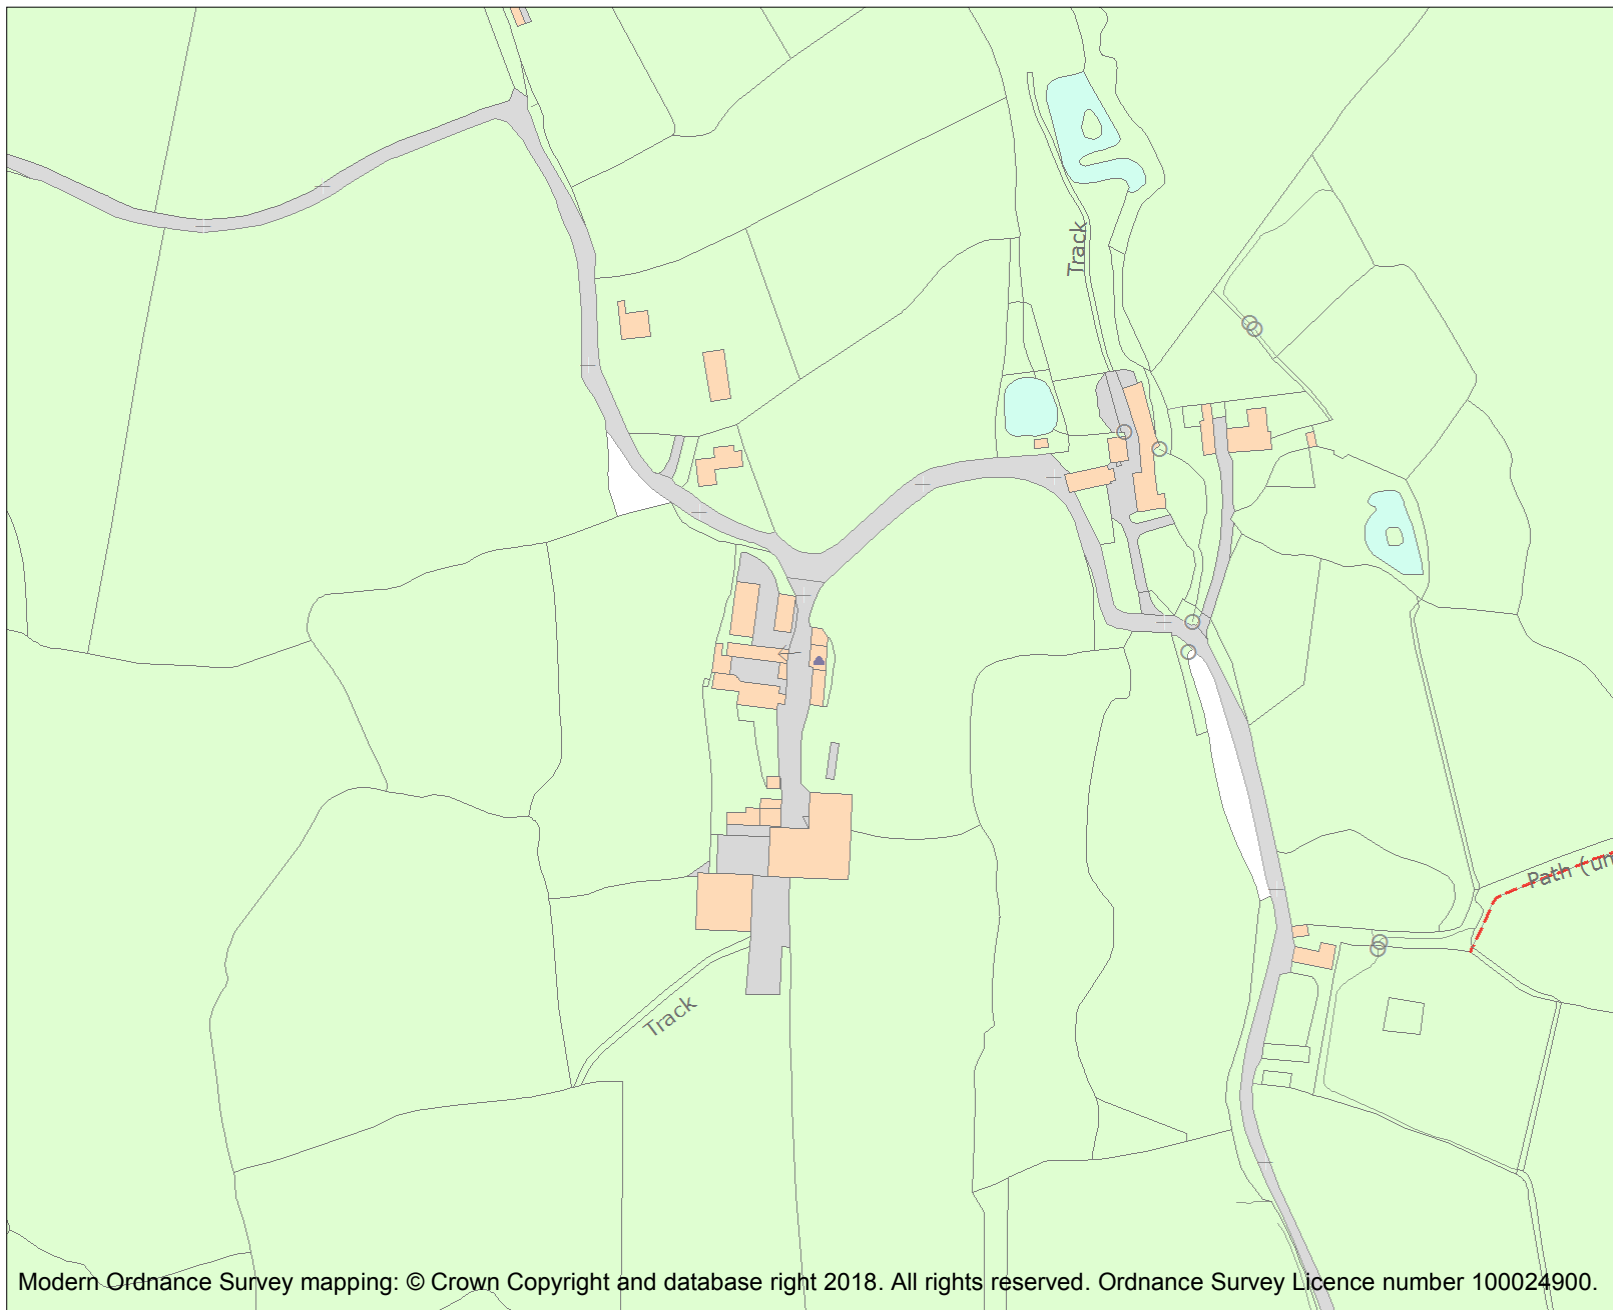 Track
Path (un
Track
Modern Ordnance Survey mapping: © Crown Copyright and database right 2018. All rights reserved. Ordnance Survey Licence number 100024900.